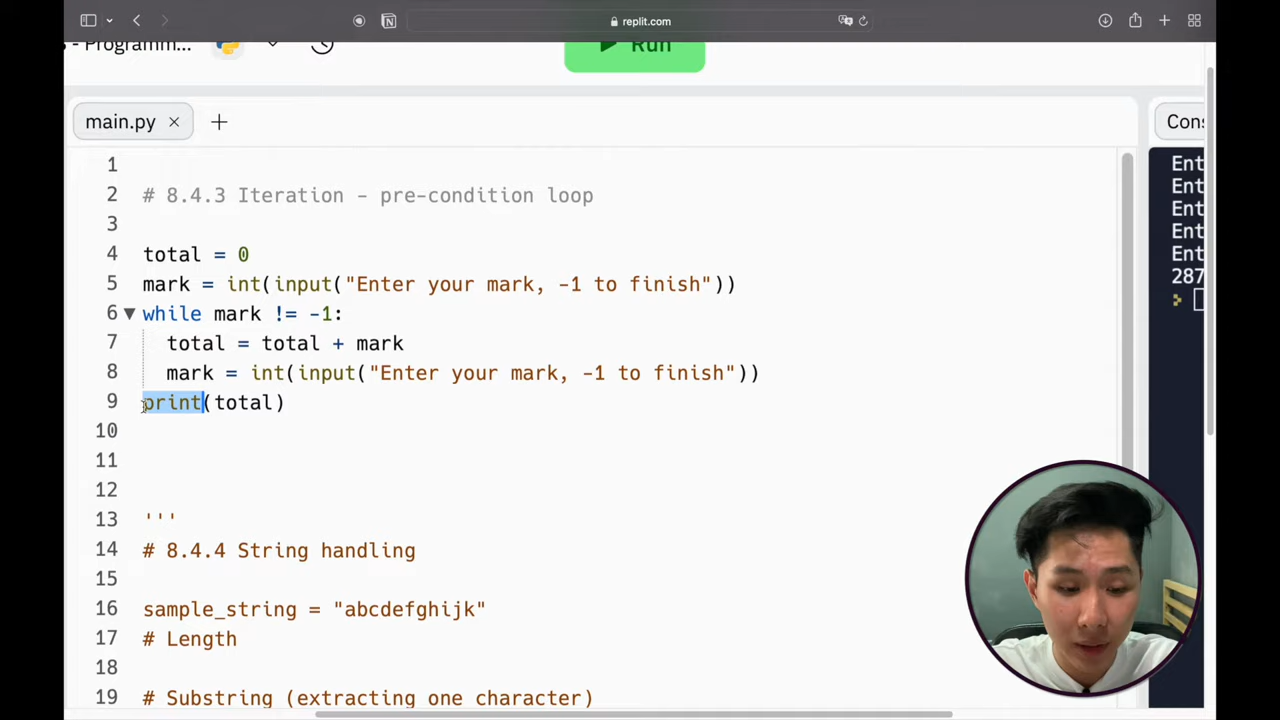 replit.com
- Programm...
Run
main.py
Cons
1
2 # 8.4.3 Iteration - pre-condition loop
3
4 total = 0
5 mark = int(input("Enter your mark, -1 to finish"))
6 while mark != -1:
7 total = total + mark
8 mark = int(input("Enter your mark, -1 to finish"))
9 print(total)
10
11
12
13 '''
14 # 8.4.4 String handling
15
16 sample_string = "abcdefghijk"
17 # Length
18
19 # Substring (extracting one character)
Ent
Ent
Ent
Ent
Ent
287